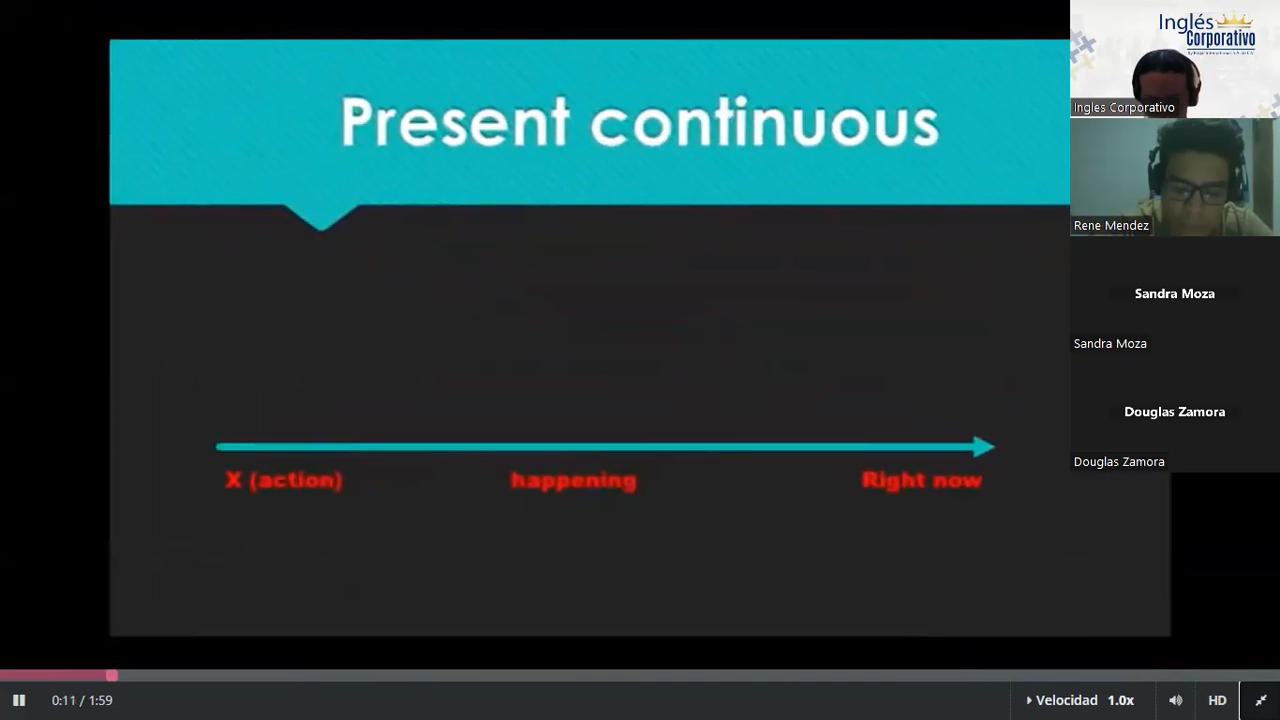 Present continuous
X (action) happening Right now
Inglés
Corporativo
Ingles Corporativo
Rene Mendez
Sandra Moza
Sandra Moza
Douglas Zamora
Douglas Zamora
0:11 / 1:59
Velocidad 1.0x
HD